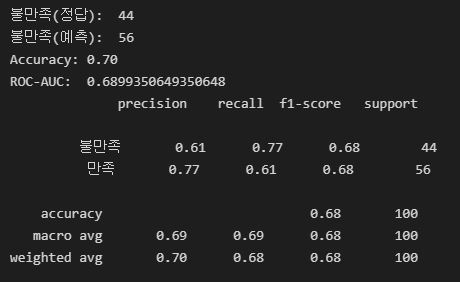 불만족(정답):  44
불만족(예측):  56
Accuracy: 0.70
ROC-AUC:  0.6899350649350648
              precision    recall  f1-score   support

         불만족       0.61      0.77      0.68        44
          만족       0.77      0.61      0.68        56

    accuracy                           0.68       100
   macro avg       0.69      0.69      0.68       100
weighted avg       0.70      0.68      0.68       100